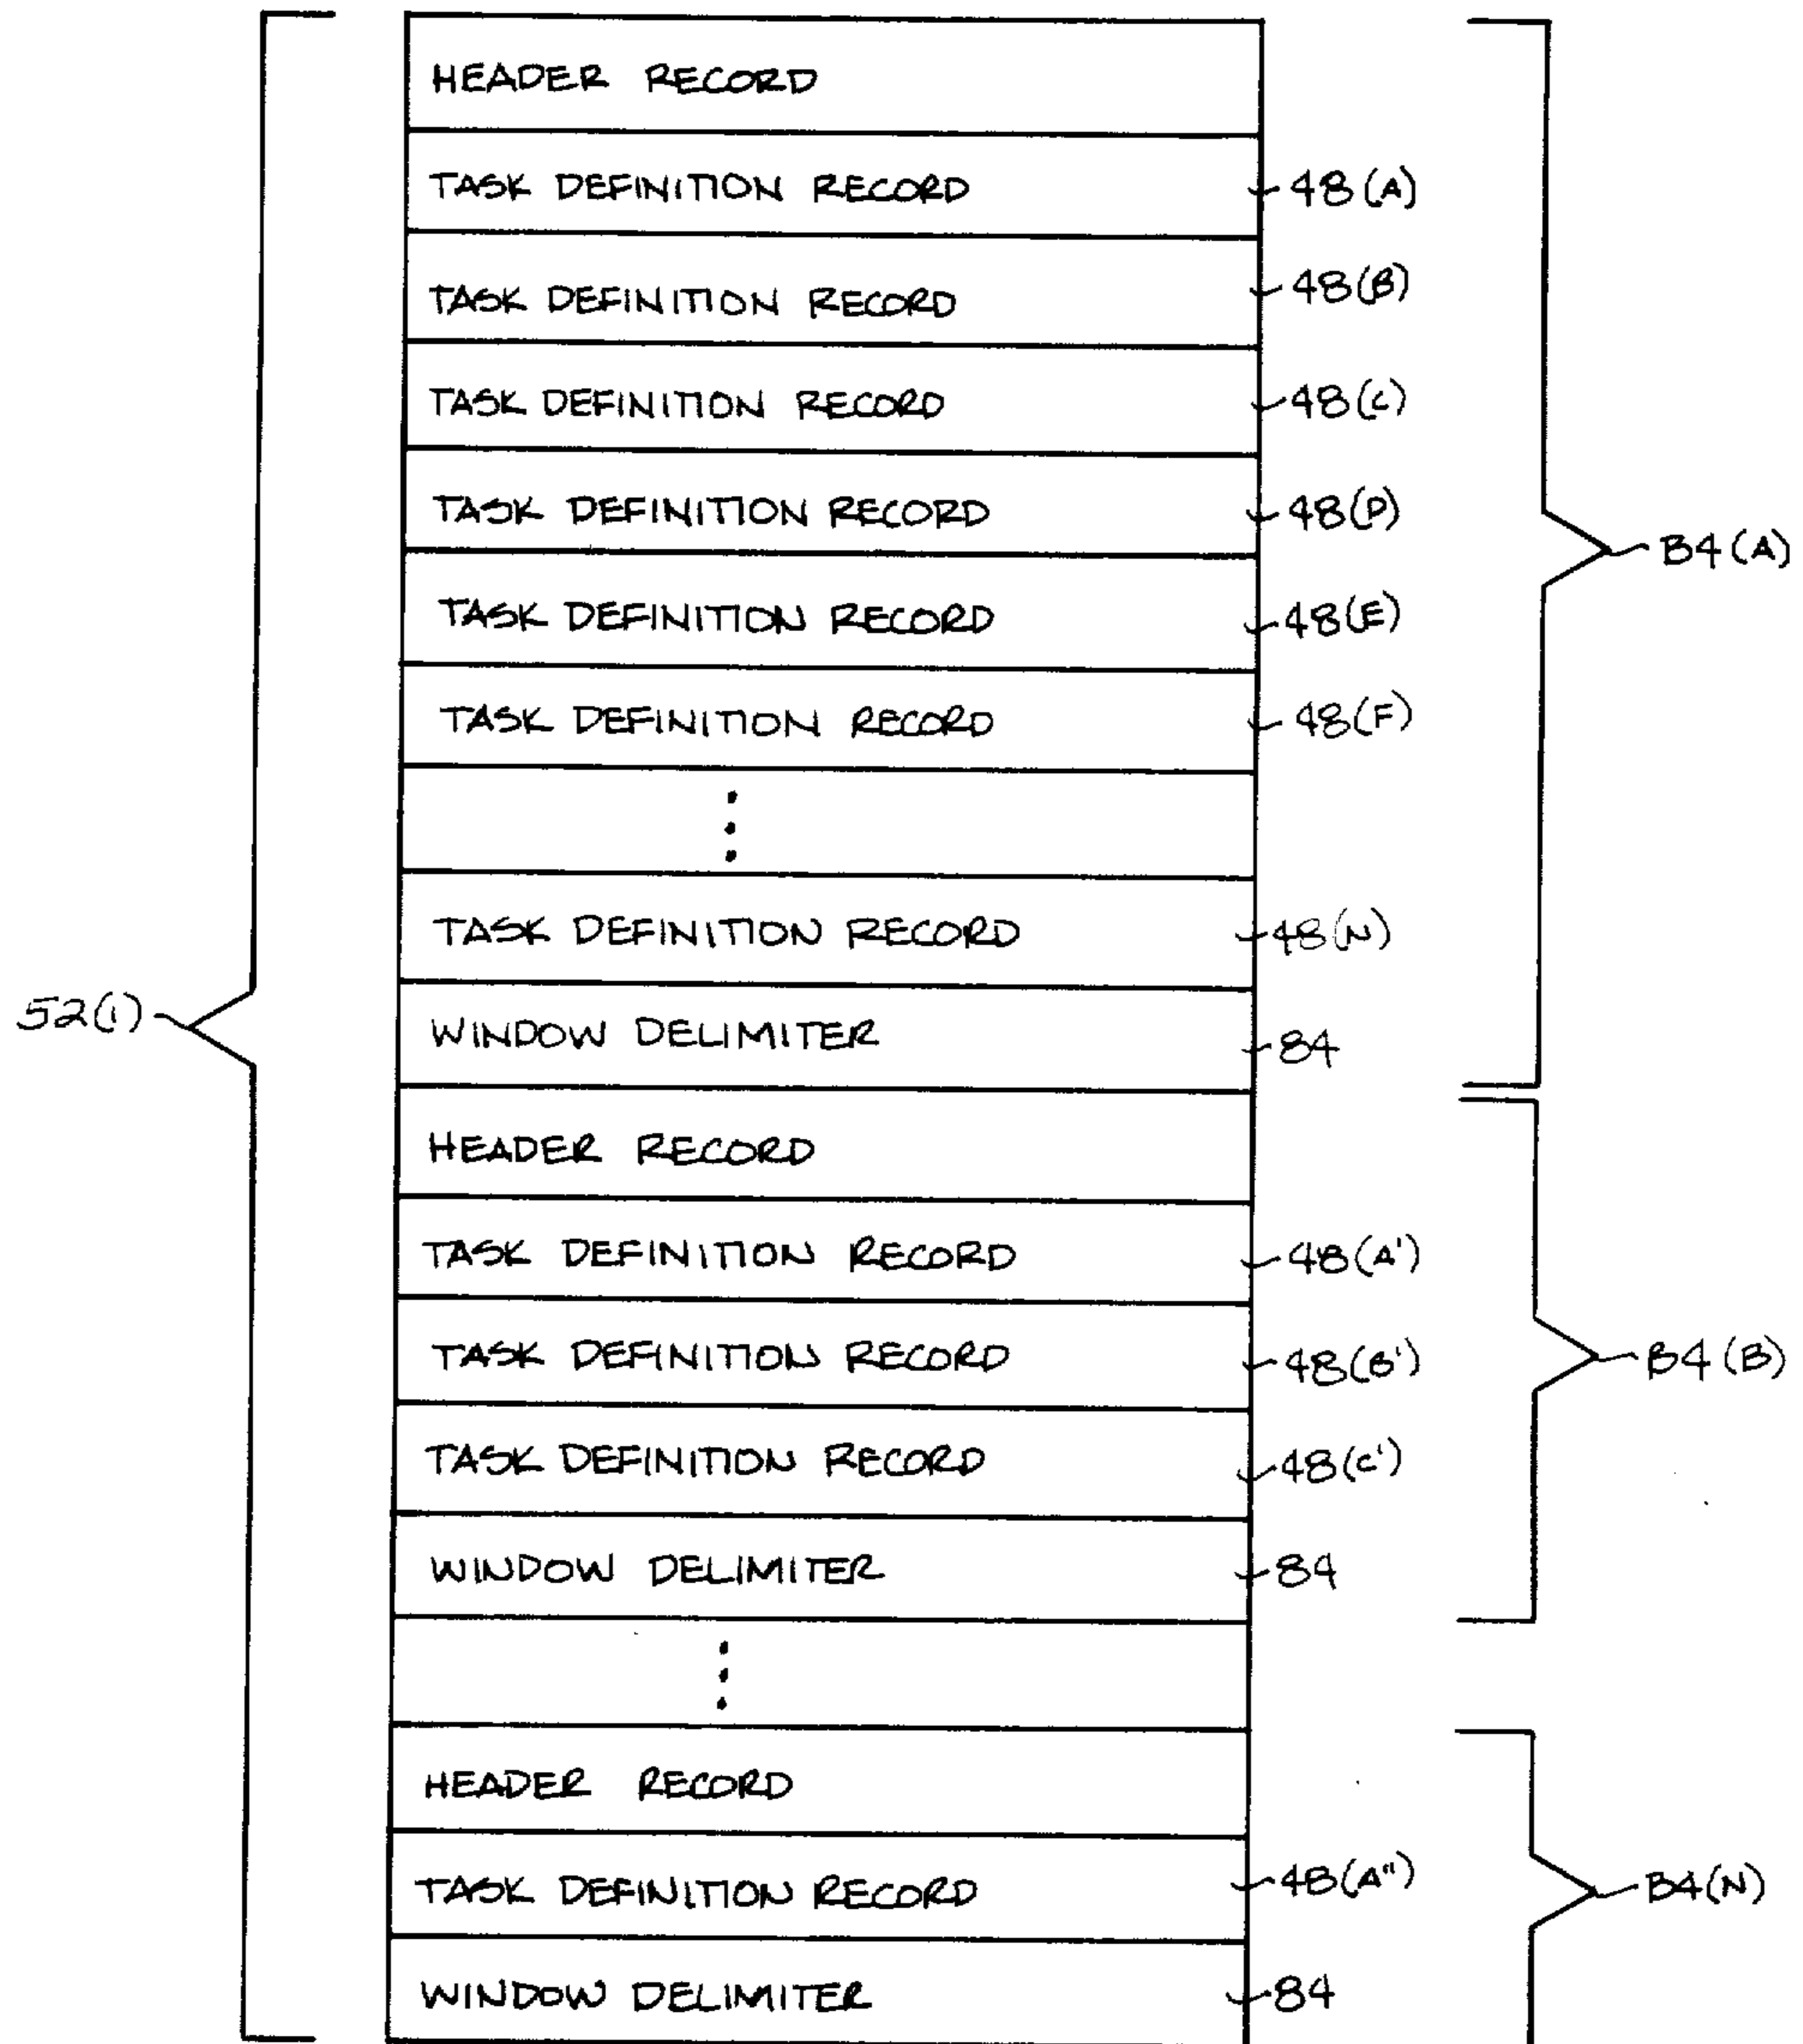 HEADER RECORD
TASK DEFINITION RECORD 48(A)
TASK DEFINITION RECORD 48(B)
TASK DEFINITION RECORD 48(C)
TASK DEFINITION RECORD 48(D)
B4(A)
TASK DEFINITION RECORD 48(E)
TASK DEFINITION RECORD 48(F)
TASK DEFINITION RECORD 48(N)
52(1)
WINDOW DELIMITER 84
HEADER RECORD
TASK DEFINITION RECORD 48(A')
TASK DEFINITION RECORD 48(B')
B4(B)
TASK DEFINITION RECORD 48(C')
WINDOW DELIMITER 84
HEADER RECORD
TASK DEFINITION RECORD 48(A")
B4(N)
WINDOW DELIMITER 84